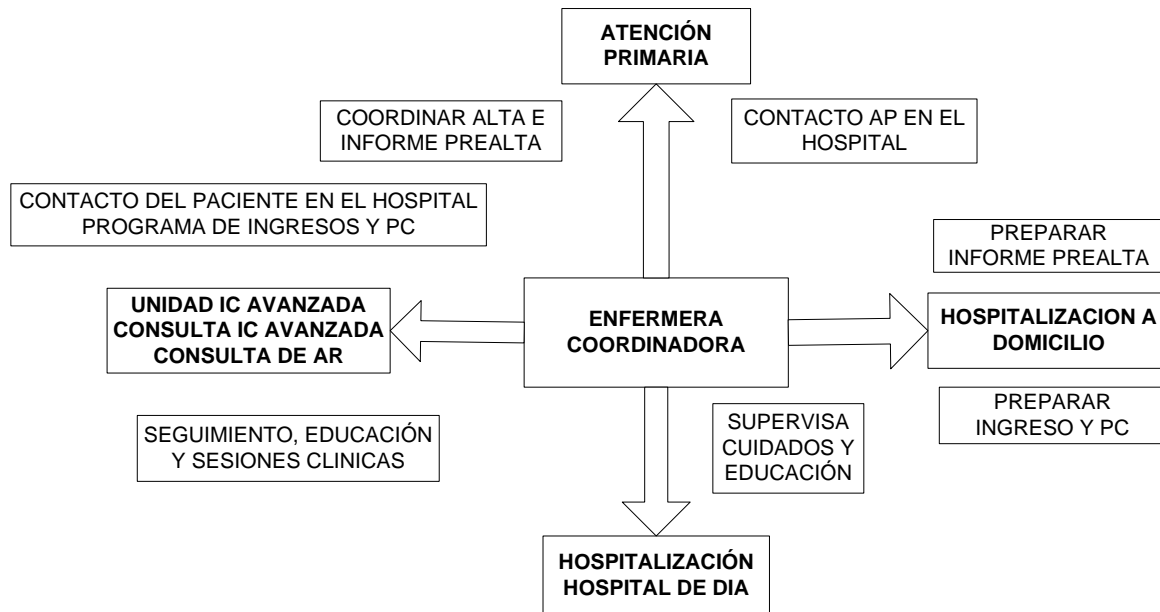 ATENCIÓN
PRIMARIA
COORDINAR ALTA E
INFORME PREALTA
CONTACTO AP EN EL
HOSPITAL
CONTACTO DEL PACIENTE EN EL HOSPITAL
PROGRAMA DE INGRESOS Y PC
PREPARAR
INFORME PREALTA
UNIDAD IC AVANZADA
CONSULTA IC AVANZADA
CONSULTA DE AR
ENFERMERA
COORDINADORA
HOSPITALIZACION A
DOMICILIO
SEGUIMIENTO, EDUCACIÓN
Y SESIONES CLINICAS
SUPERVISA
CUIDADOS Y
EDUCACIÓN
PREPARAR
INGRESO Y PC
HOSPITALIZACIÓN
HOSPITAL DE DIA